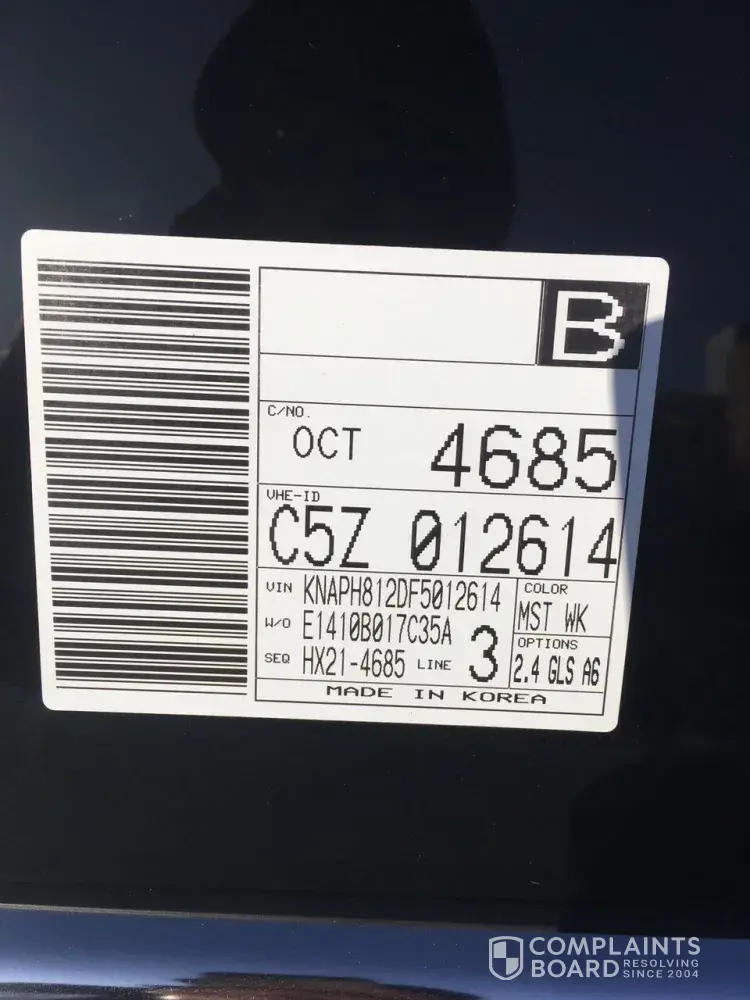 B
C/NO.
OCT 4685
VHE-ID
C5Z 012614
VIN KNAPH812DF5012614
COLOR
MST WK
W/O E1410B017C35A
OPTIONS
2.4 GLS A6
SEQ HX21-4685 LINE 3
MADE IN KOREA
COMPLAINTS
BOARD RESOLVING
SINCE 2004